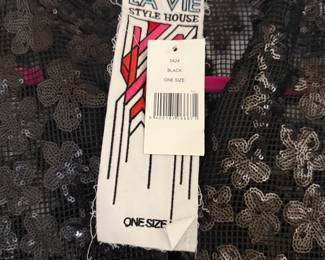 LA VIE
STYLE HOUSE
3424
BLACK
ONE SIZE
ONE SIZE